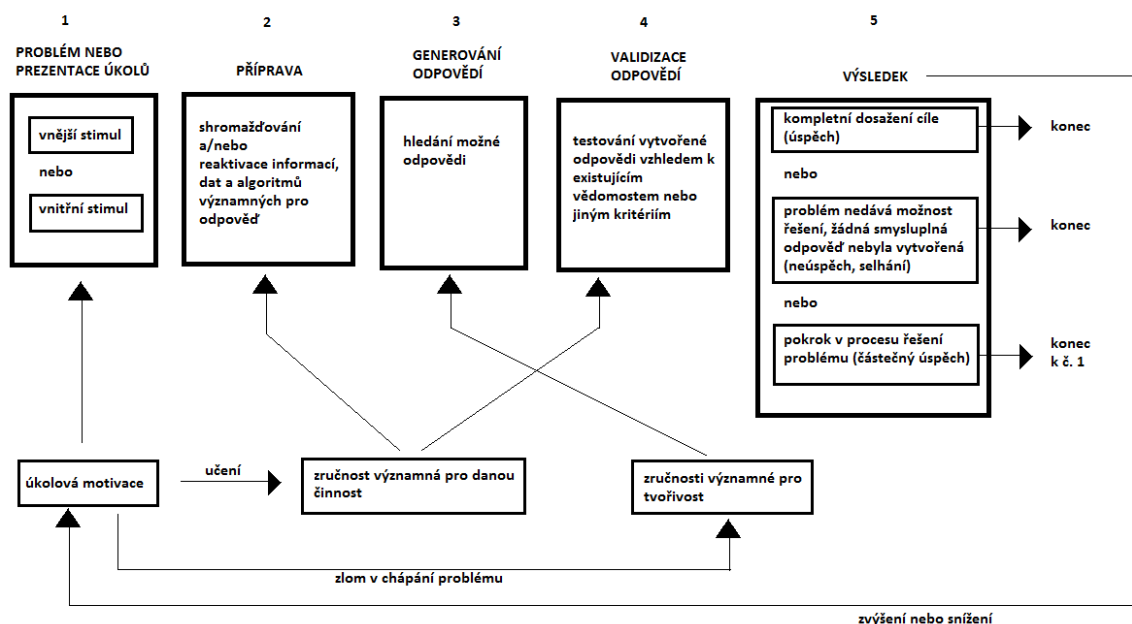 1
PROBLÉM NEBO
PREZENTACE ÚKOLŮ
vnější stimul
nebo
vnitřní stimul
2
PŘÍPRAVA
shromažďování
a/nebo
reaktivace informací,
dat a algoritmů
významných pro
odpověď
3
GENEROVÁNÍ
ODPOVĚDÍ
hledání možné
odpovědi
4
VALIDIZACE
ODPOVĚDÍ
testování vytvořené
odpovědi vzhledem k
existujícím
vědomostem nebo
jiným kritériím
5
VÝSLEDEK
kompletní dosažení cíle
(úspěch)
konec
nebo
problém nedává možnost
řešení, žádná smysluplná
odpověď nebyla vytvořená
(neúspěch, selhání)
konec
nebo
pokrok v procesu řešení
problému (částečný úspěch)
konec
k č. 1
úkolová motivace
učení
zručnost významná pro danou
činnost
zručnosti významné pro
tvořivost
zlom v chápání problému
zvýšení nebo snížení